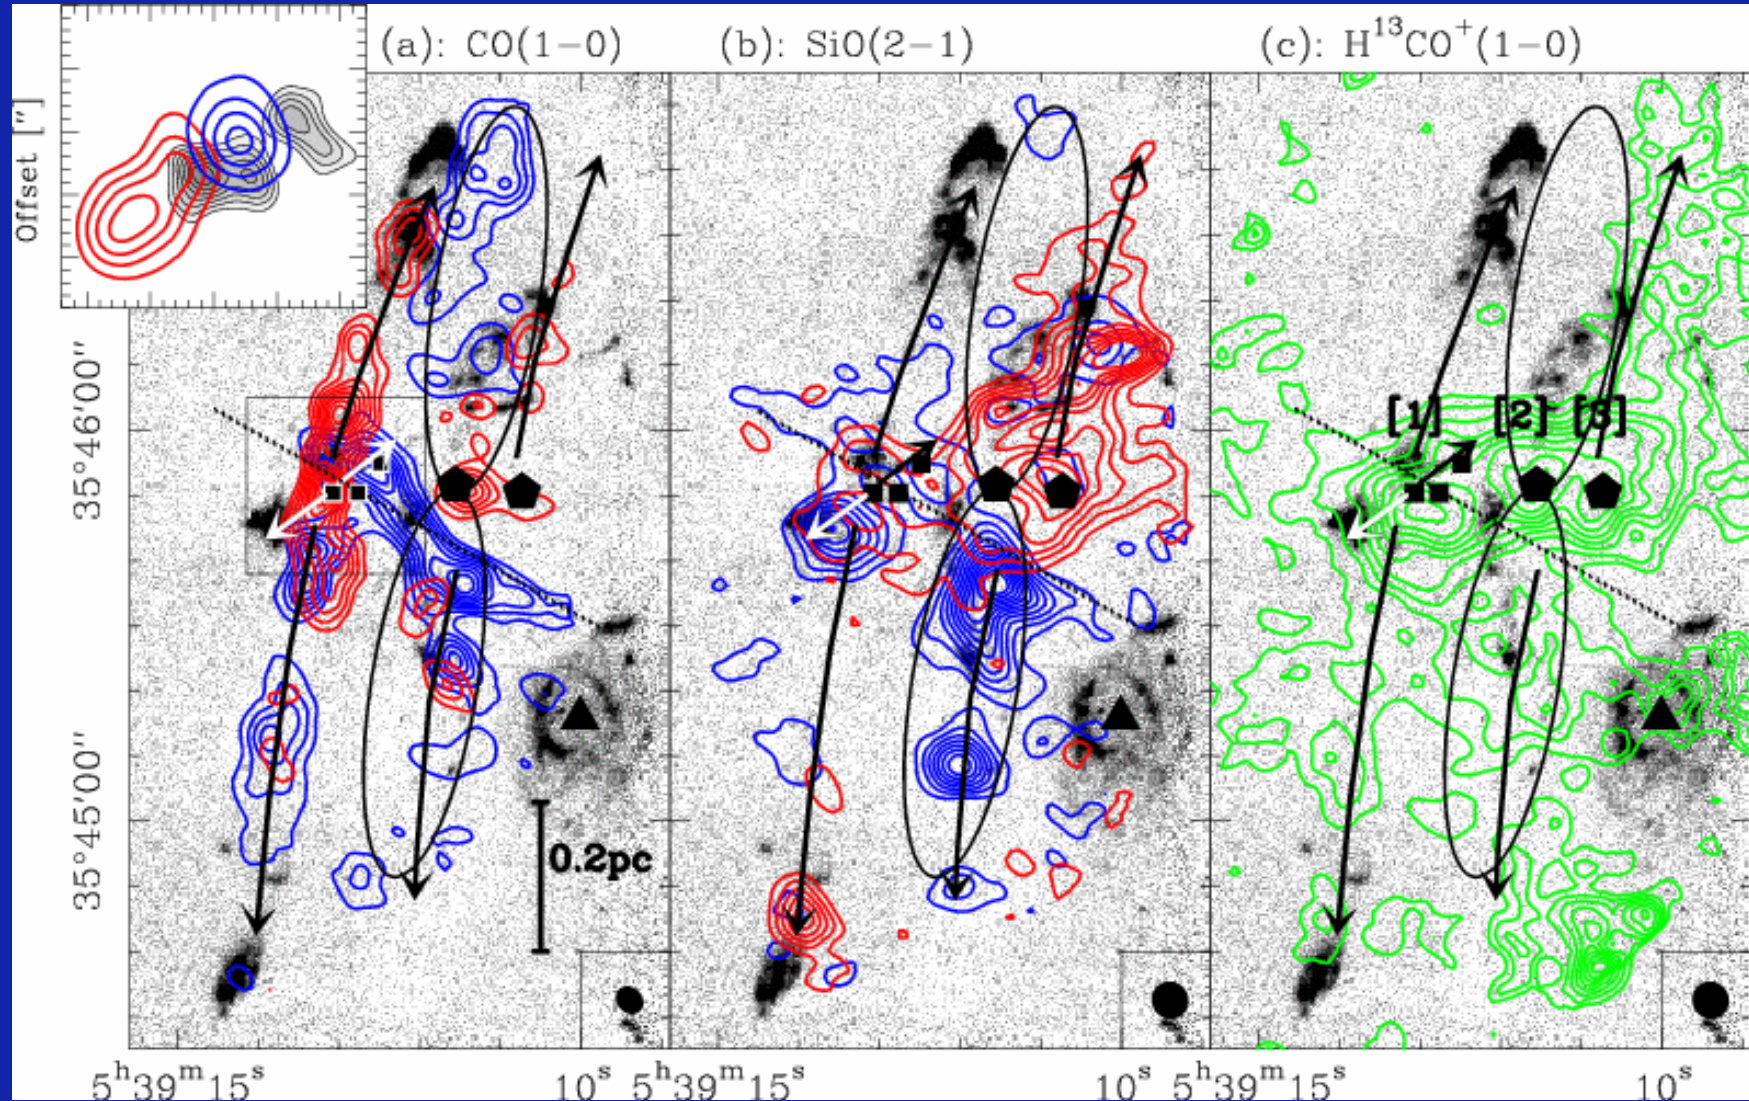 (a): CO(1−0)
(b): SiO(2−1)
(c): H¹³CO⁺(1−0)
Offset [″]
35°46′00″
35°45′00″
[1] [2] [3]
0.2pc
5ʰ39ᵐ15ˢ 10ˢ 5ʰ39ᵐ15ˢ 10ˢ 5ʰ39ᵐ15ˢ 10ˢ